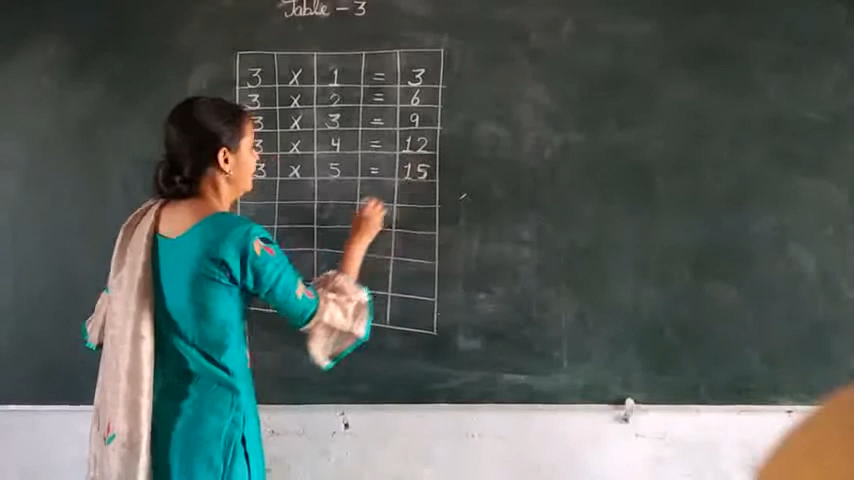 Table - 3
3 x 1 = 3
3 x 2 = 6
3 x 3 = 9
3 x 4 = 12
3 x 5 = 15